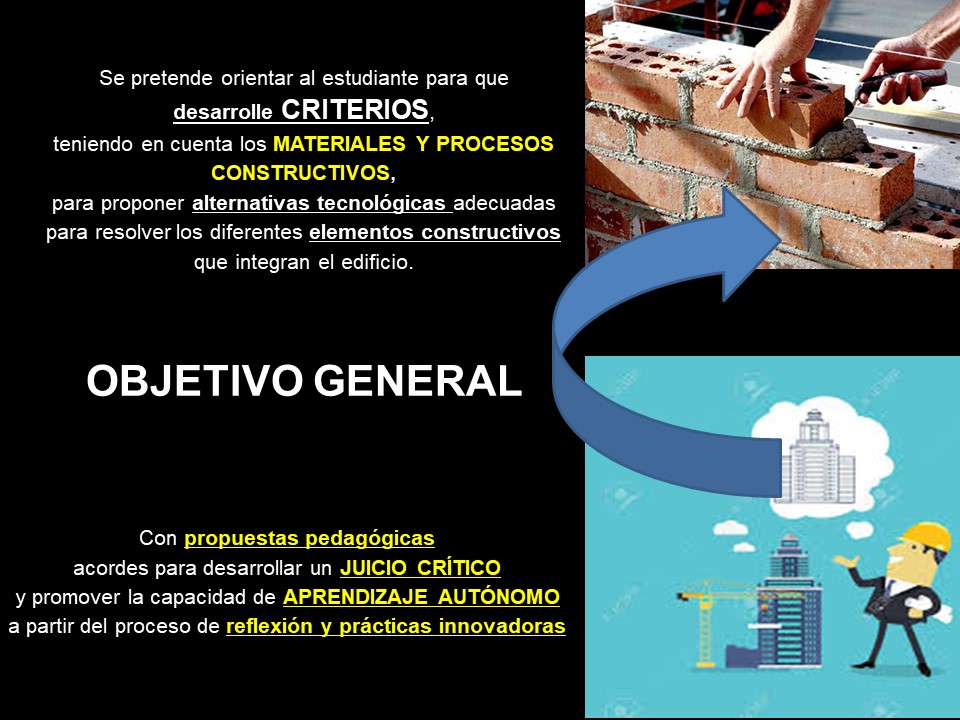 Se pretende orientar al estudiante para que
desarrolle CRITERIOS,
teniendo en cuenta los MATERIALES Y PROCESOS
CONSTRUCTIVOS,
para proponer alternativas tecnológicas adecuadas
para resolver los diferentes elementos constructivos
que integran el edificio.
OBJETIVO GENERAL
Con propuestas pedagógicas
acordes para desarrollar un JUICIO CRÍTICO
y promover la capacidad de APRENDIZAJE AUTÓNOMO
a partir del proceso de reflexión y prácticas innovadoras